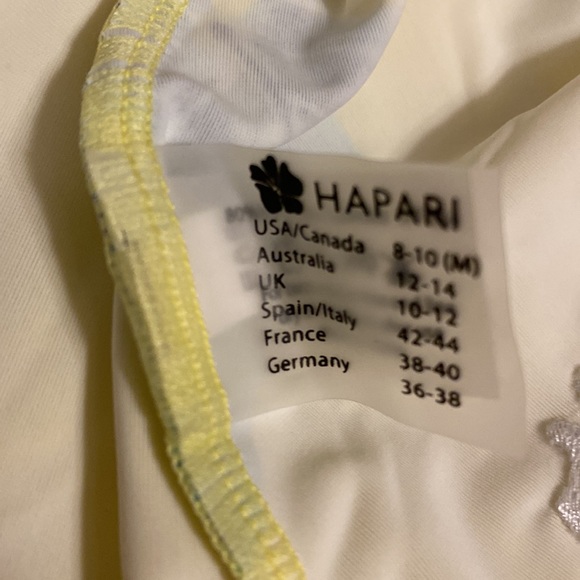 HAPARI
USA/Canada 8-10 (M)
Australia 12-14
UK 10-12
Spain/Italy 42-44
France 38-40
Germany 36-38